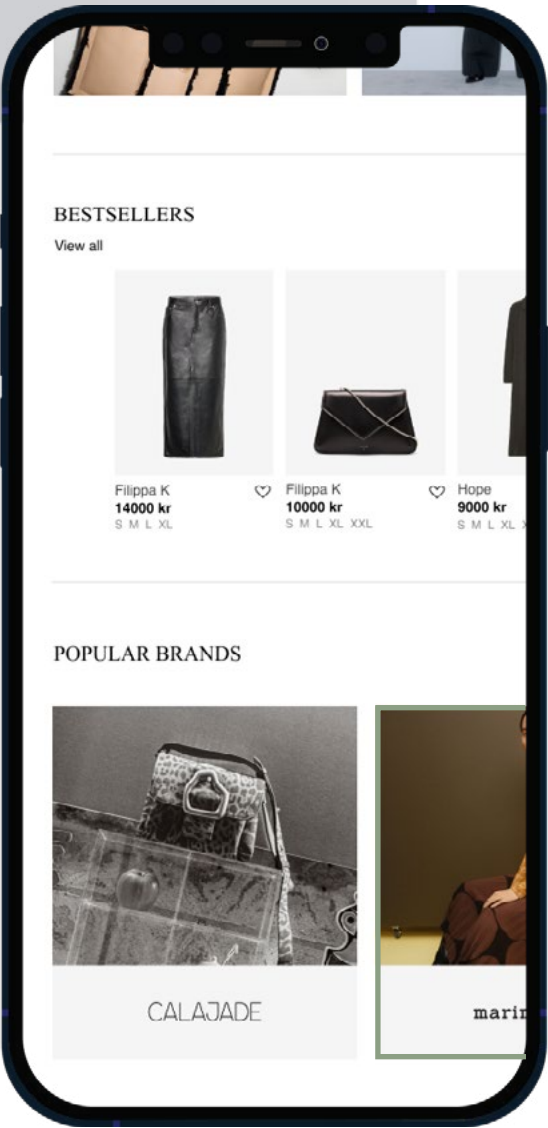 BESTSELLERS
View all
Filippa K
14000 kr
S M L XL
Filippa K
10000 kr
S M L XL XXL
Hope
9000 kr
S M L XL
POPULAR BRANDS
CALAJADE